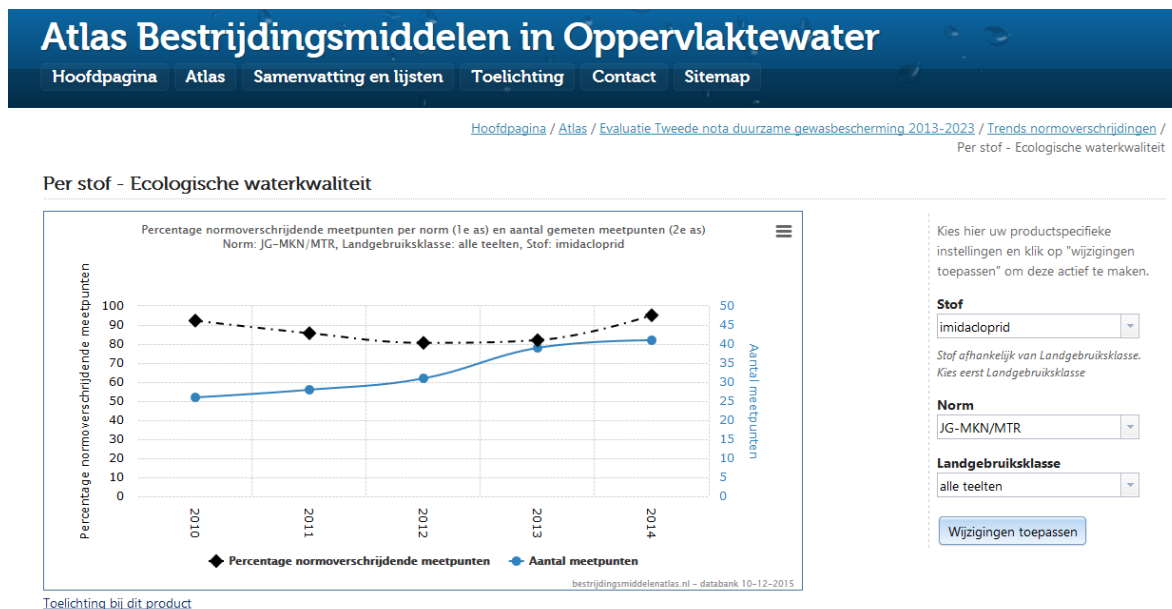 Atlas Bestrijdingsmiddelen in Oppervlaktewater
Hoofdpagina Atlas Samenvatting en lijsten Toelichting Contact Sitemap
Hoofdpagina / Atlas / Evaluatie Tweede nota duurzame gewasbescherming 2013-2023 / Trends normoverschrijdingen /
Per stof - Ecologische waterkwaliteit
Per stof - Ecologische waterkwaliteit
Percentage normoverschrijdende meetpunten per norm (1e as) en aantal gemeten meetpunten (2e as)
Norm: JG-MKN/MTR, Landgebruiksklasse: alle teelten, Stof: imidacloprid
Percentage normoverschrijdende meetpunten
100
90
80
70
60
50
40
30
20
10
0
50
45
40
35
30
25
20
15
10
5
0
Aantal meetpunten
2010
2011
2012
2013
2014
Percentage normoverschrijdende meetpunten Aantal meetpunten
bestrijdingsmiddelenatlas.nl - databank 10-12-2015
Toelichting bij dit product
Kies hier uw productspecifieke
instellingen en klik op "wijzigingen
toepassen" om deze actief te maken.
Stof
imidacloprid
Stof afhankelijk van Landgebruiksklasse.
Kies eerst Landgebruiksklasse
Norm
JG-MKN/MTR
Landgebruiksklasse
alle teelten
Wijzigingen toepassen